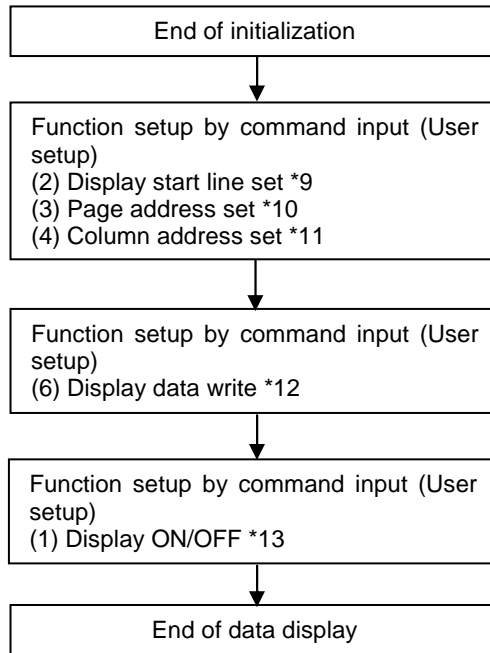 End of initialization
Function setup by command input (User
setup)
(2) Display start line set *9
(3) Page address set *10
(4) Column address set *11
Function setup by command input (User
setup)
(6) Display data write *12
Function setup by command input (User
setup)
(1) Display ON/OFF *13
End of data display